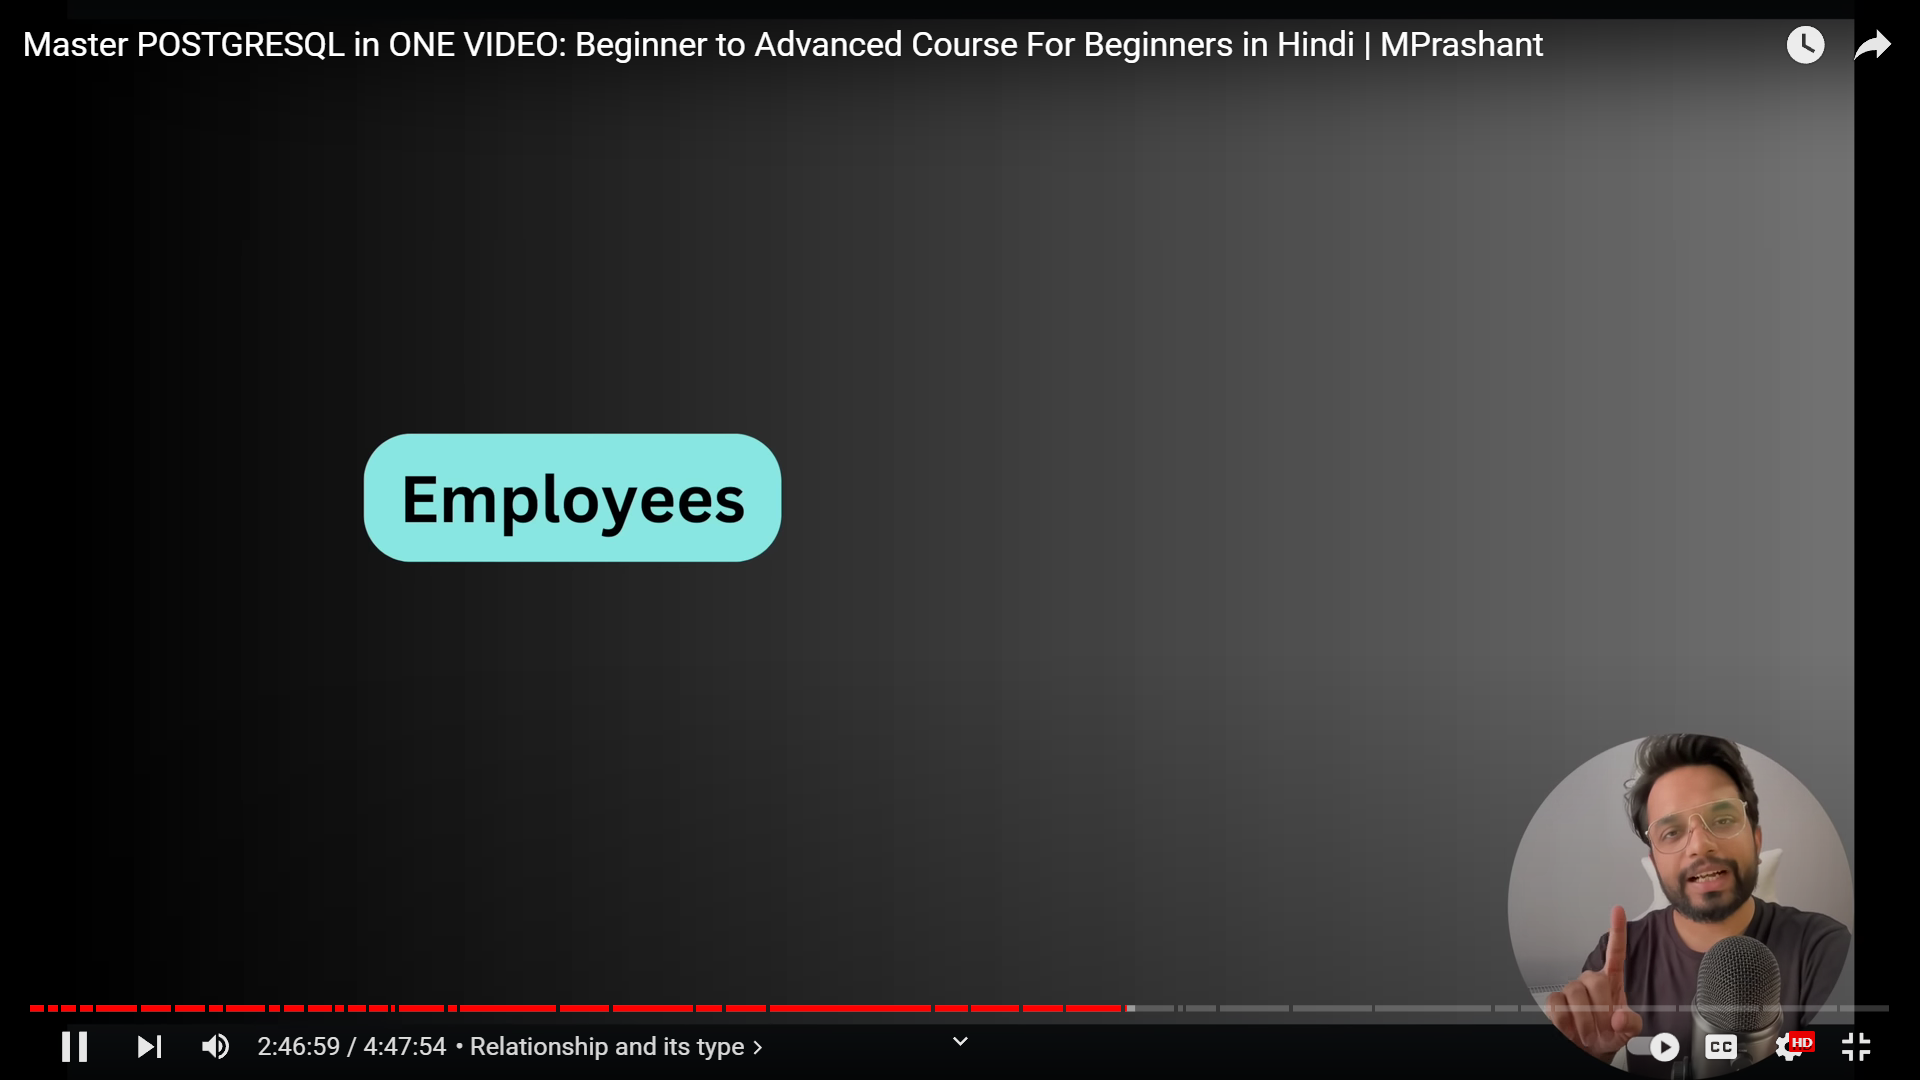 Master POSTGRESQL in ONE VIDEO: Beginner to Advanced Course For Beginners in Hindi | MPrashant
Employees
2:46:59 / 4:47:54 • Relationship and its type >
CC
HD